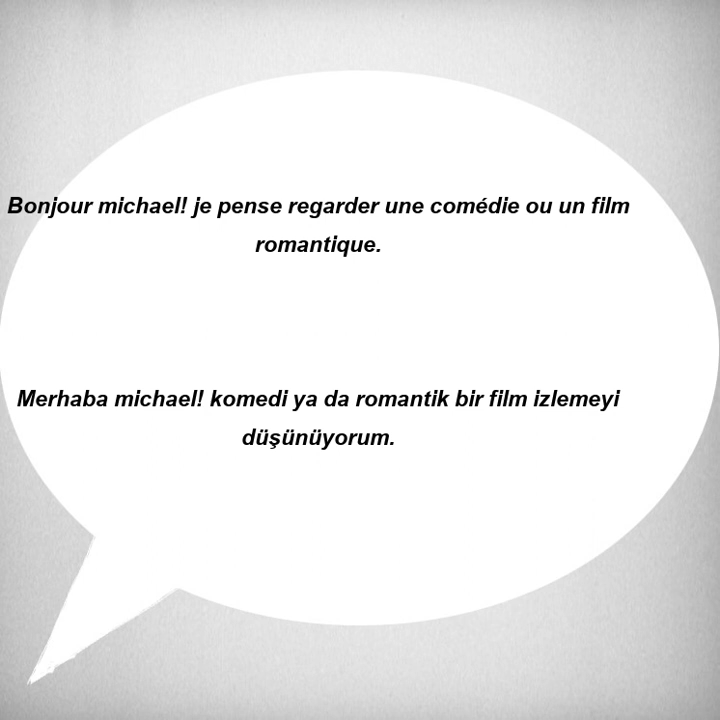 Bonjour michael! je pense regarder une comédie ou un film
romantique.
Merhaba michael! komedi ya da romantik bir film izlemeyi
düşünüyorum.